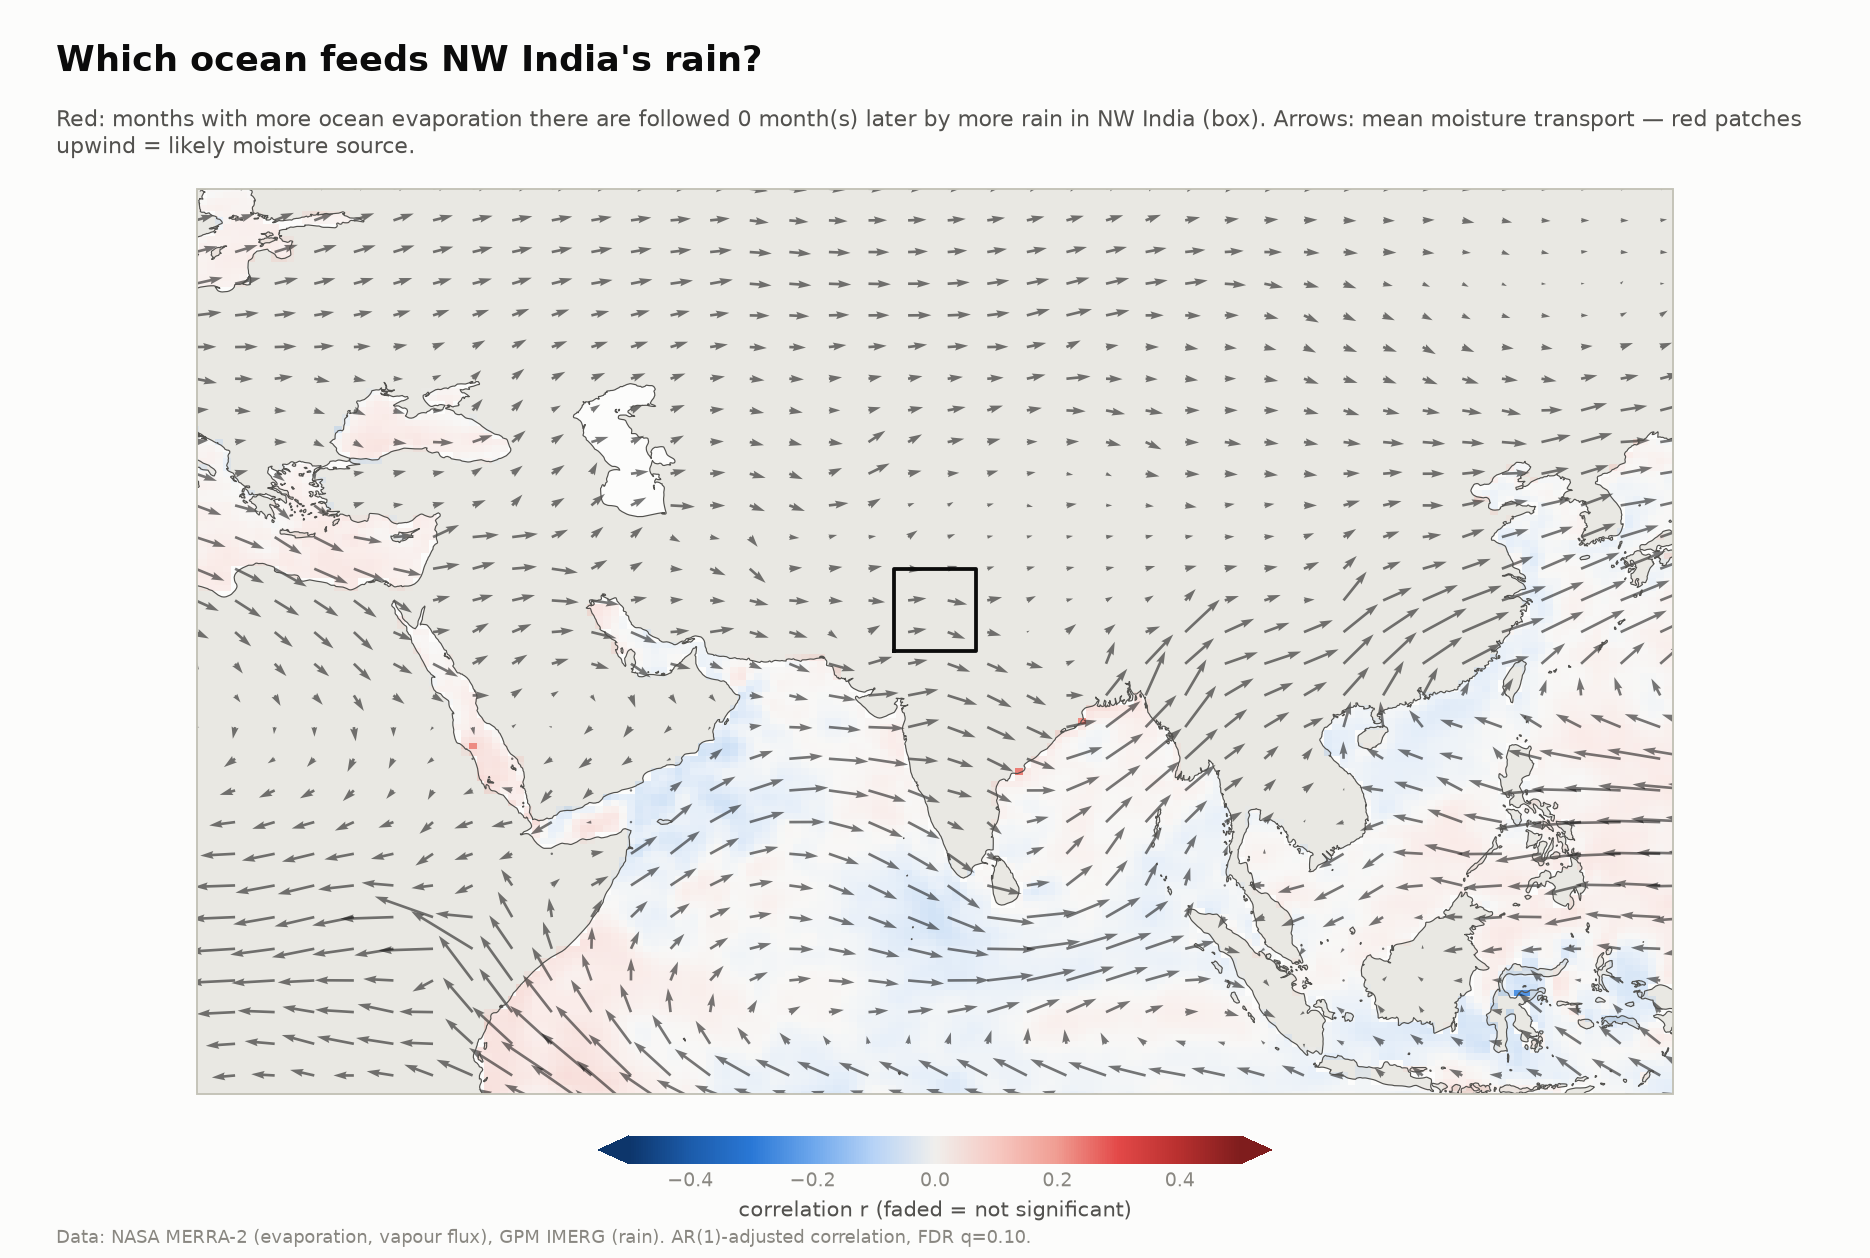 Which ocean feeds NW India's rain?
Red: months with more ocean evaporation there are followed 0 month(s) later by more rain in NW India (box). Arrows: mean moisture transport — red patches
upwind = likely moisture source.
−0.4 −0.2 0.0 0.2 0.4
correlation r (faded = not significant)
Data: NASA MERRA-2 (evaporation, vapour flux), GPM IMERG (rain). AR(1)-adjusted correlation, FDR q=0.10.